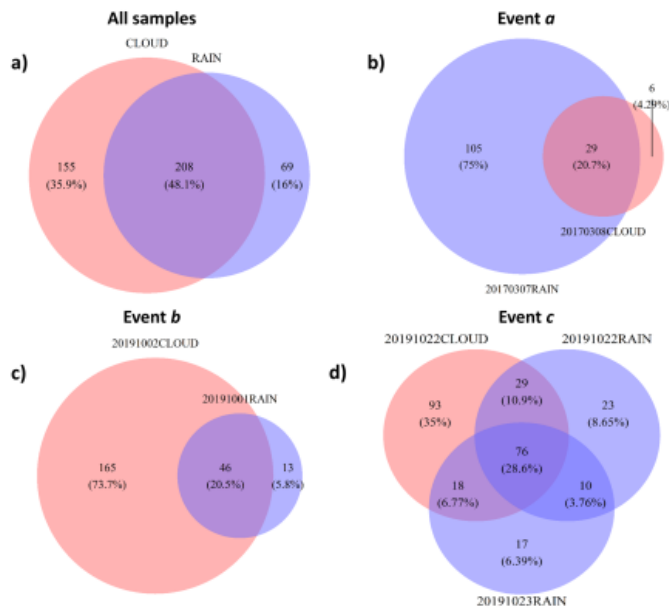 All samples
CLOUD
RAIN
a)
155
(35.9%)
208
(48.1%)
69
(16%)
Event a
b)
6
(4.29%)
105
(75%)
29
(20.7%)
20170308CLOUD
20170307RAIN
Event b
20191002CLOUD
c)
20191001RAIN
165
(73.7%)
46
(20.5%)
13
(5.8%)
Event c
20191022CLOUD
20191022RAIN
d)
29
(10.9%)
93
(35%)
23
(8.65%)
76
(28.6%)
18
(6.77%)
10
(3.76%)
17
(6.39%)
20191023RAIN